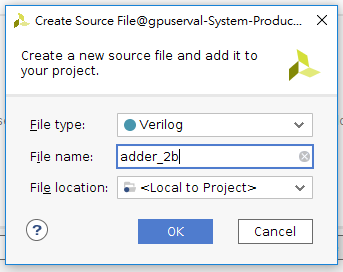 Create Source File@gpuserval-System-Produc...
Create a new source file and add it to
your project.
File type: Verilog
File name: adder_2b
File location: <Local to Project>
? OK Cancel